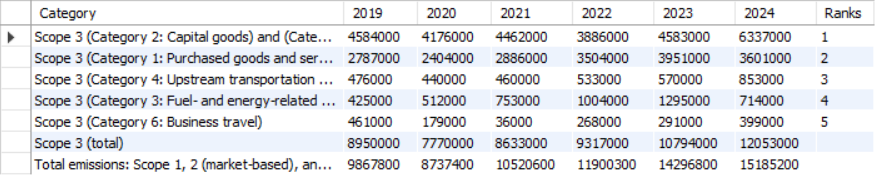 Category 2019 2020 2021 2022 2023 2024 Ranks
Scope 3 (Category 2: Capital goods) and (Cate... 4584000 4176000 4462000 3886000 4583000 6337000 1
Scope 3 (Category 1: Purchased goods and ser... 2787000 2404000 2886000 3504000 3951000 3601000 2
Scope 3 (Category 4: Upstream transportation ... 476000 440000 460000 533000 570000 853000 3
Scope 3 (Category 3: Fuel- and energy-related ... 425000 512000 753000 1004000 1295000 714000 4
Scope 3 (Category 6: Business travel) 461000 179000 36000 268000 291000 399000 5
Scope 3 (total) 8950000 7770000 8633000 9317000 10794000 12053000
Total emissions: Scope 1, 2 (market-based), an... 9867800 8737400 10520600 11900300 14296800 15185200